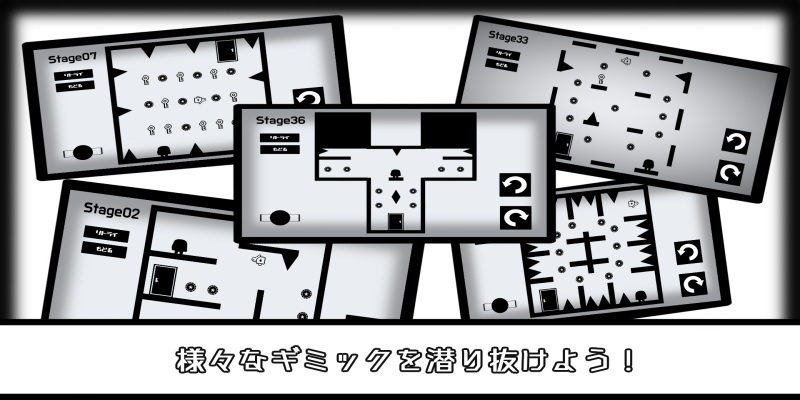 Stage07
リトライ
もどる
Stage33
リトライ
もどる
Stage36
リトライ
もどる
Stage02
リトライ
もどる
様々なギミックを潜り抜けよう！